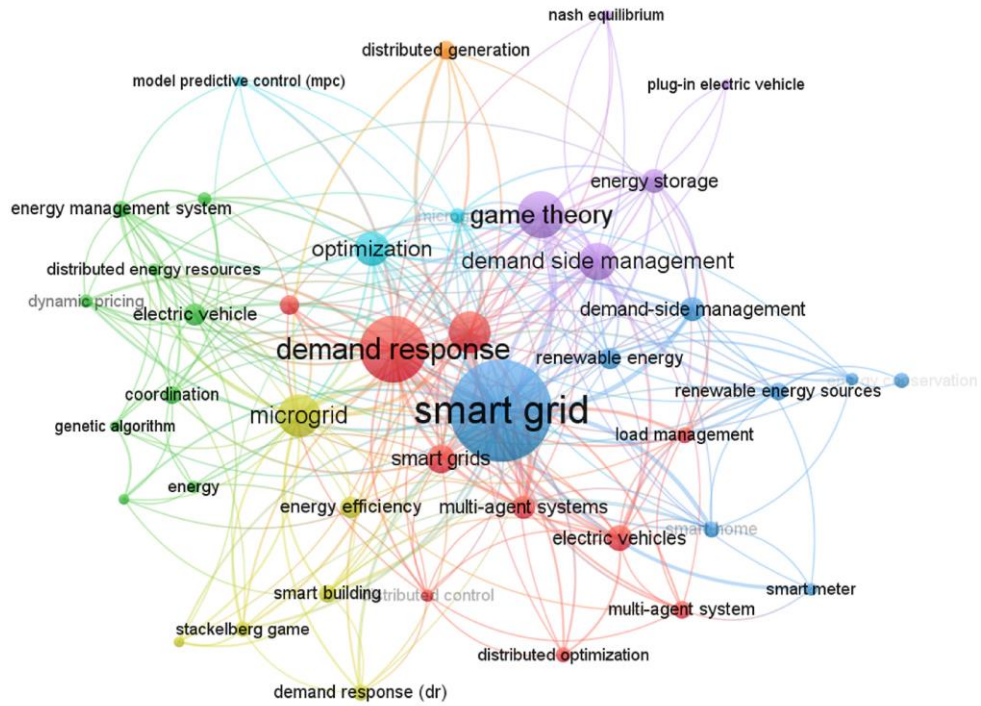 nash equilibrium
distributed generation
model predictive control (mpc)
plug-in electric vehicle
energy storage
energy management system
game theory
optimization
demand side management
distributed energy resources
dynamic pricing
electric vehicle
demand-side management
demand response
renewable energy
renewable energy sources
conservation
coordination
smart grid
microgrid
genetic algorithm
load management
smart grids
energy
energy efficiency
multi-agent systems
smart home
electric vehicles
smart building
control
smart meter
multi-agent system
stackelberg game
distributed optimization
demand response (dr)